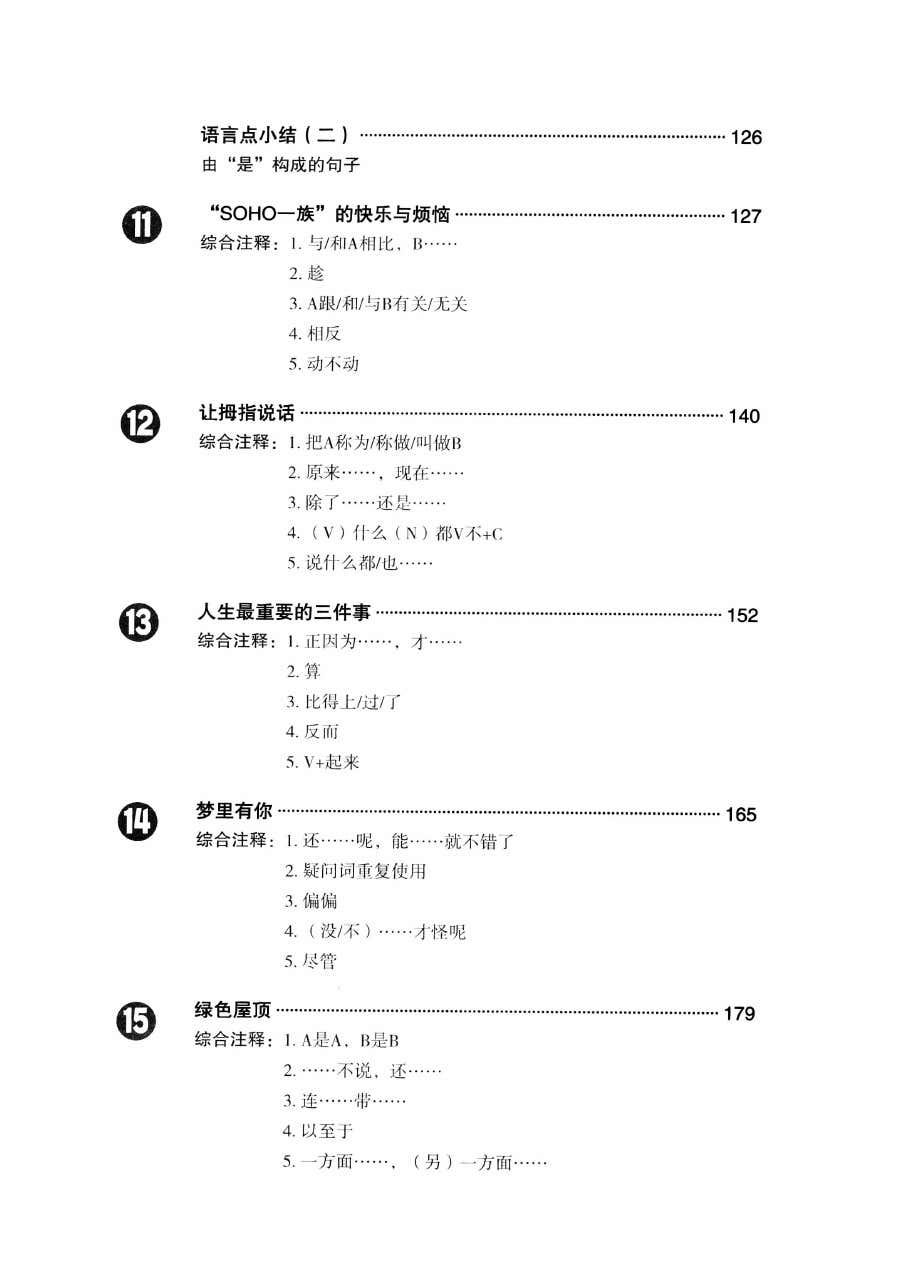 语言点小结（二） ……………………………………………… 126
由“是”构成的句子
11 “SOHO一族”的快乐与烦恼 ……………………………………………… 127
综合注释：1. 与/和A相比，B……
2. 趁
3. A跟/和/与B有关/无关
4. 相反
5. 动不动
12 让拇指说话 ……………………………………………… 140
综合注释：1. 把A称为/称做/叫做B
2. 原来……，现在……
3. 除了……还是……
4.（V）什么（N）都V不+C
5. 说什么都/也……
13 人生最重要的三件事 ……………………………………………… 152
综合注释：1. 正因为……，才……
2. 算
3. 比得上/过/了
4. 反而
5. V+起来
14 梦里有你 ……………………………………………… 165
综合注释：1. 还……呢，能……就不错了
2. 疑问词重复使用
3. 偏偏
4.（没/不）……才怪呢
5. 尽管
15 绿色屋顶 ……………………………………………… 179
综合注释：1. A是A，B是B
2. ……不说，还……
3. 连……带……
4. 以至于
5. 一方面……，（另）一方面……